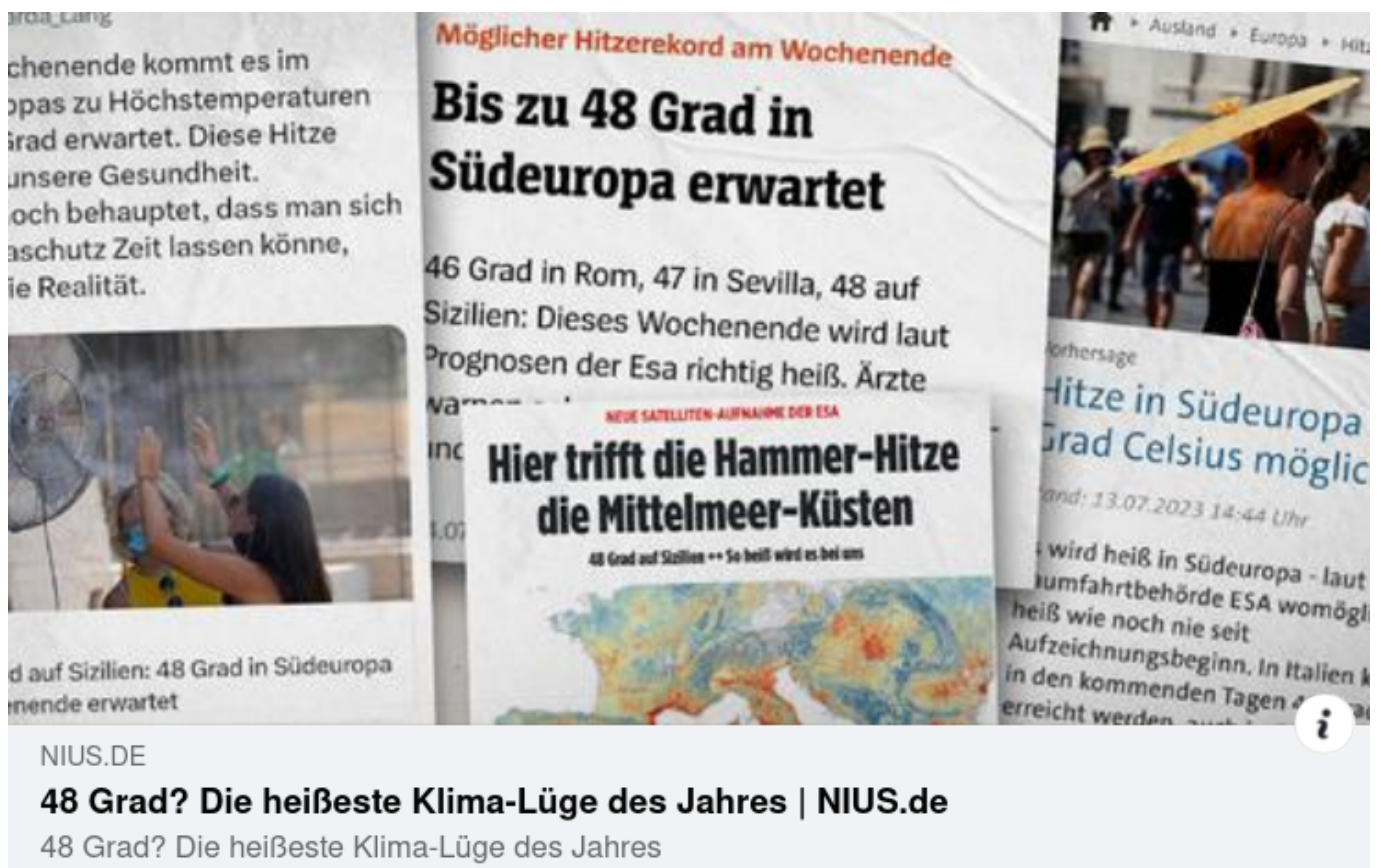 chenende kommt es im
opas zu Höchstemperaturen
Grad erwartet. Diese Hitze
unsere Gesundheit.
och behauptet, dass man sich
aschutz Zeit lassen könne,
ie Realität.
d auf Sizilien: 48 Grad in Südeuropa
enende erwartet
Möglicher Hitzerekord am Wochenende
Bis zu 48 Grad in
Südeuropa erwartet
46 Grad in Rom, 47 in Sevilla, 48 auf
Sizilien: Dieses Wochenende wird laut
Prognosen der Esa richtig heiß. Ärzte
NEUE SATELLITEN-AUFNAHME DER ESA
Hier trifft die Hammer-Hitze
die Mittelmeer-Küsten
48 Grad auf Sizilien ++ So heiß wird es bei uns
Ausland Europa Hitz
orhersage
Hitze in Südeuropa
Grad Celsius möglic
and: 13.07.2023 14:44 Uhr
wird heiß in Südeuropa - laut
umfahrtbehörde ESA womögl
heiß wie noch nie seit
Aufzeichnungsbeginn. In Italien k
in den kommenden Tagen
erreicht werden,
i
NIUS.DE
48 Grad? Die heißeste Klima-Lüge des Jahres | NIUS.de
48 Grad? Die heißeste Klima-Lüge des Jahres